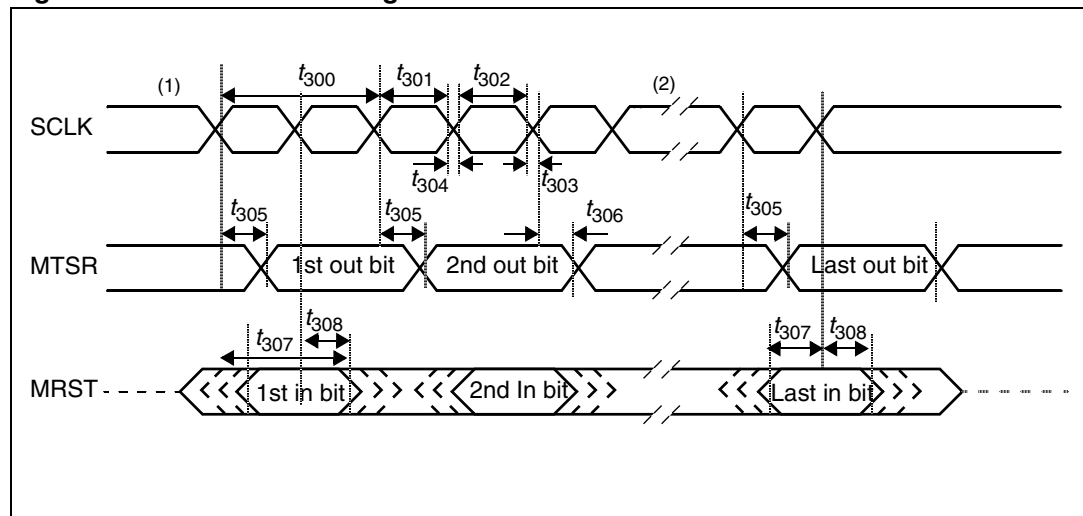 (1)
t300
t301
t302
(2)
SCLK
t304
t303
t305
t305
t306
t305
MTSR
1st out bit
2nd out bit
Last out bit
t307
t308
t307
t308
MRST
1st in bit
2nd In bit
Last in bit